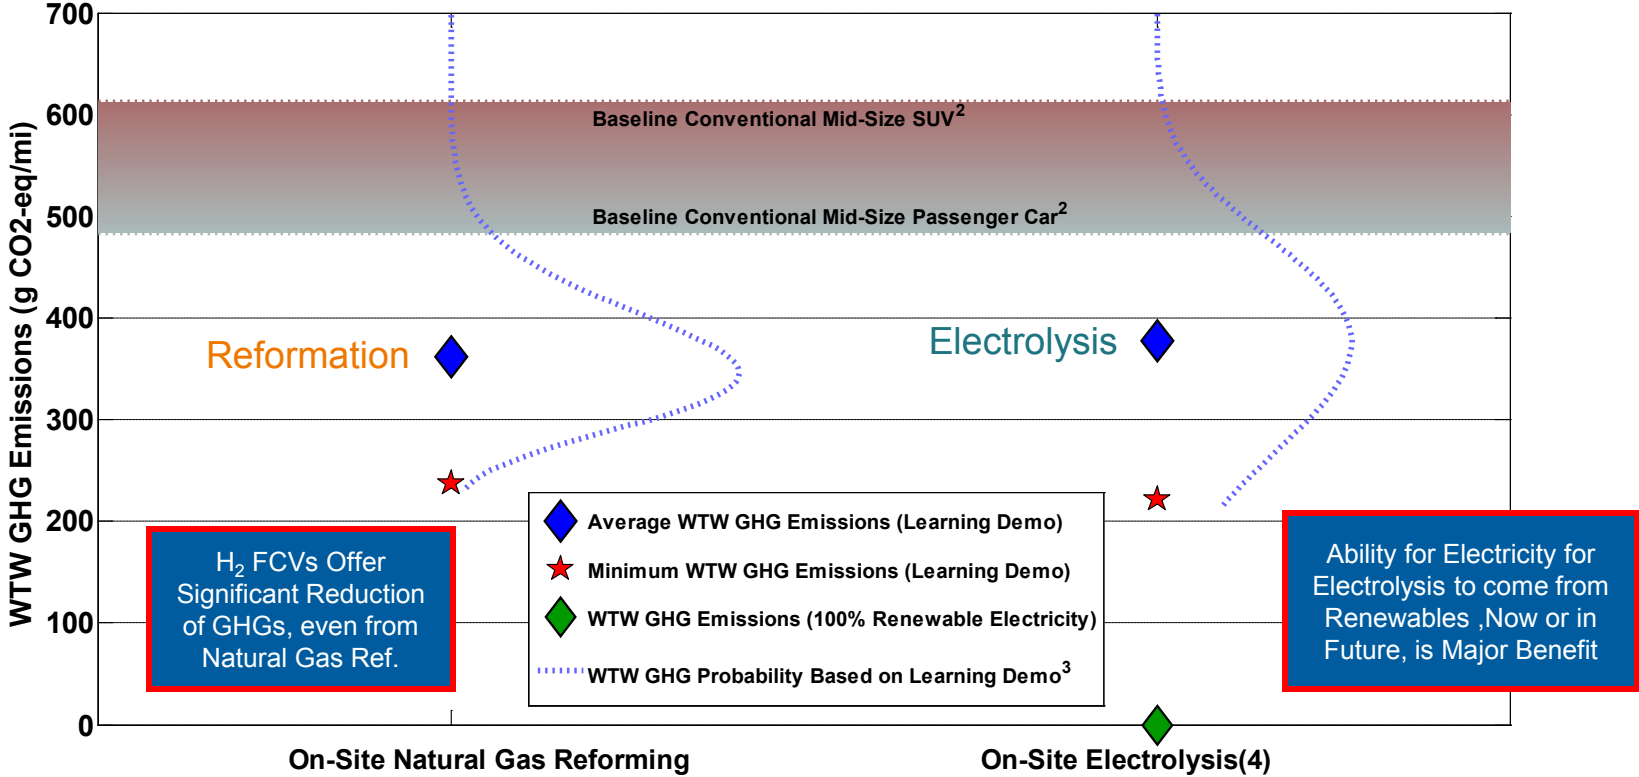 WTW GHG Emissions (g CO2-eq/mi)
700
600
500
400
300
200
100
0
Baseline Conventional Mid-Size SUV²
Baseline Conventional Mid-Size Passenger Car²
Reformation
Electrolysis
Average WTW GHG Emissions (Learning Demo)
Minimum WTW GHG Emissions (Learning Demo)
WTW GHG Emissions (100% Renewable Electricity)
WTW GHG Probability Based on Learning Demo³
H₂ FCVs Offer
Significant Reduction
of GHGs, even from
Natural Gas Ref.
Ability for Electricity for
Electrolysis to come from
Renewables ,Now or in
Future, is Major Benefit
On-Site Natural Gas Reforming
On-Site Electrolysis(4)